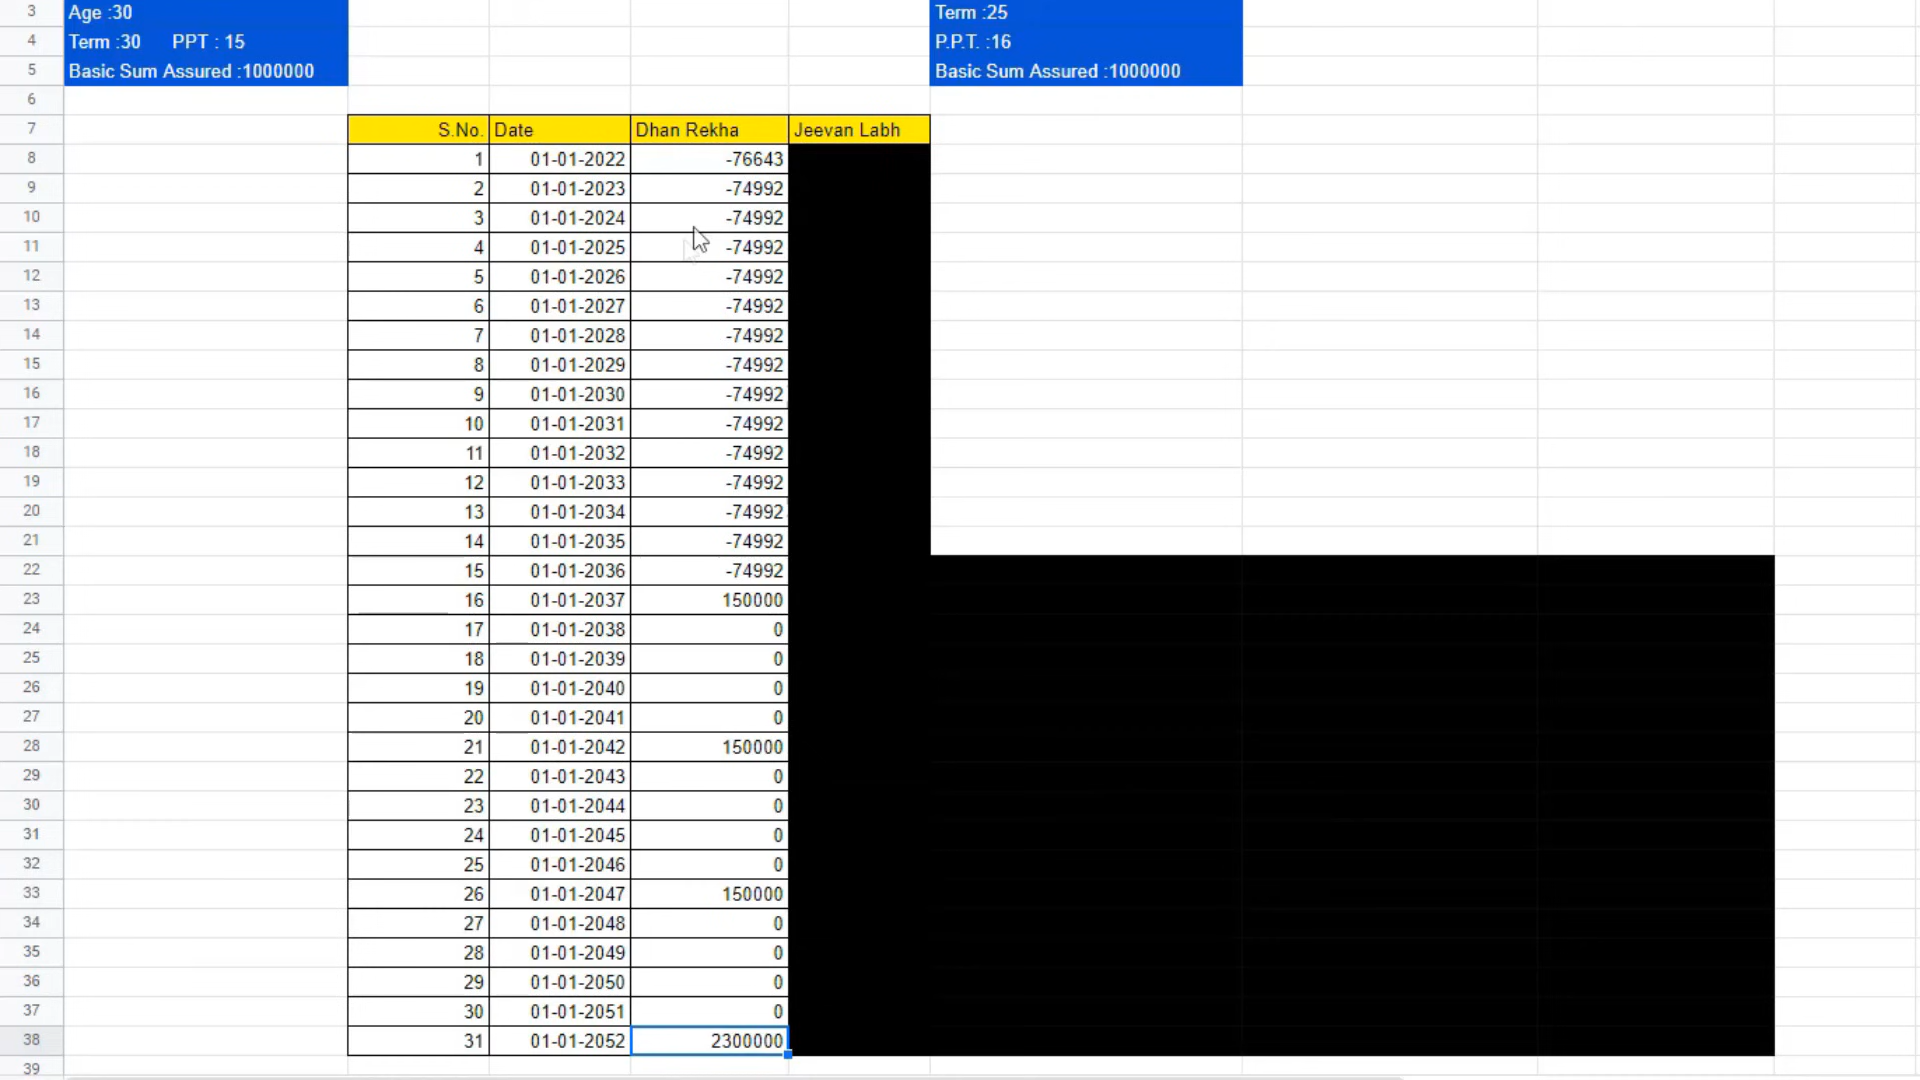 3 Age :30 Term :25
4 Term :30 PPT : 15 P.P.T. :16
5 Basic Sum Assured :1000000 Basic Sum Assured :1000000
6
7 S.No. Date Dhan Rekha Jeevan Labh
8 1 01-01-2022 -76643
9 2 01-01-2023 -74992
10 3 01-01-2024 -74992
11 4 01-01-2025 -74992
12 5 01-01-2026 -74992
13 6 01-01-2027 -74992
14 7 01-01-2028 -74992
15 8 01-01-2029 -74992
16 9 01-01-2030 -74992
17 10 01-01-2031 -74992
18 11 01-01-2032 -74992
19 12 01-01-2033 -74992
20 13 01-01-2034 -74992
21 14 01-01-2035 -74992
22 15 01-01-2036 -74992
23 16 01-01-2037 150000
24 17 01-01-2038 0
25 18 01-01-2039 0
26 19 01-01-2040 0
27 20 01-01-2041 0
28 21 01-01-2042 150000
29 22 01-01-2043 0
30 23 01-01-2044 0
31 24 01-01-2045 0
32 25 01-01-2046 0
33 26 01-01-2047 150000
34 27 01-01-2048 0
35 28 01-01-2049 0
36 29 01-01-2050 0
37 30 01-01-2051 0
38 31 01-01-2052 2300000
39